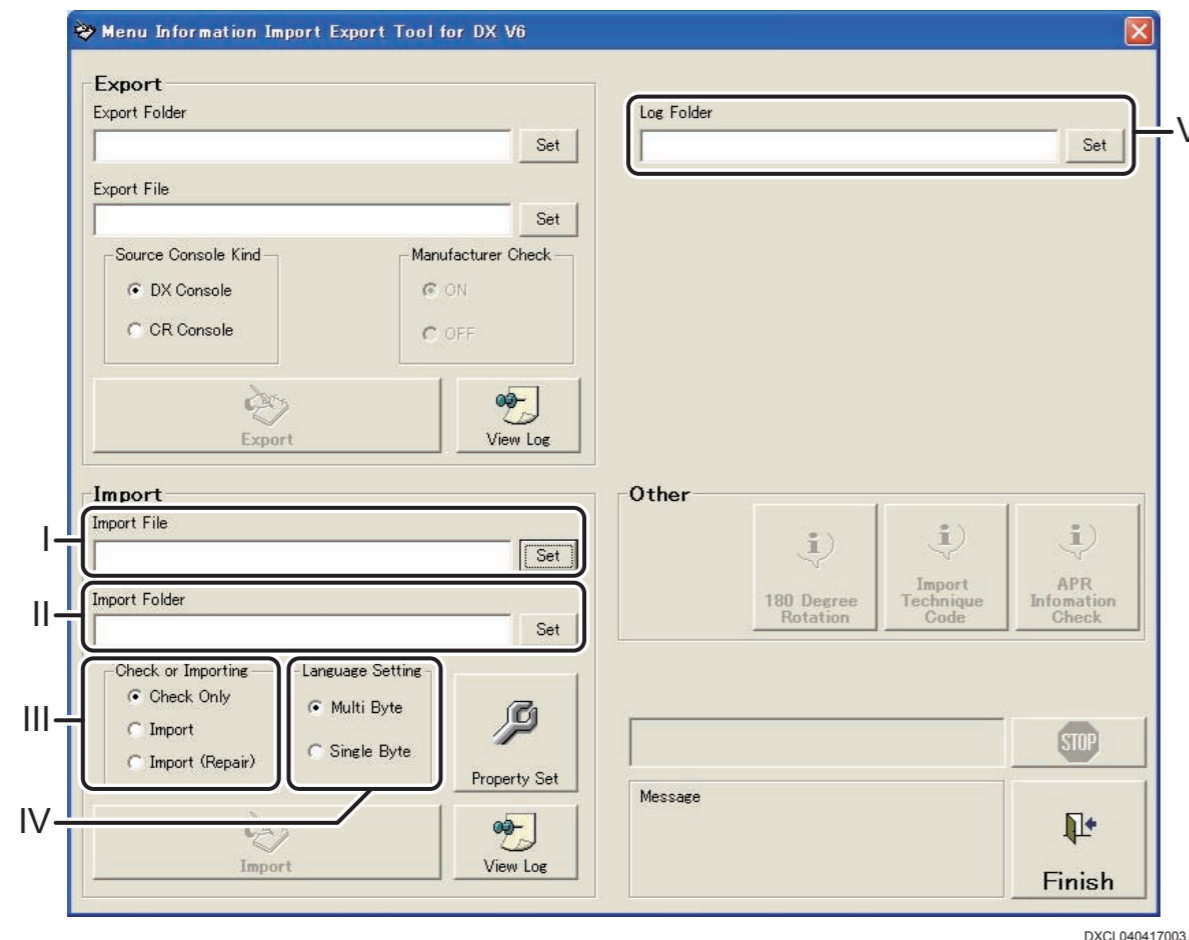 Menu Information Import Export Tool for DX V6
Export
Export Folder
Set
Export File
Set
Source Console Kind
DX Console
CR Console
Manufacturer Check
ON
OFF
Export
View Log
Log Folder
Set
V
Import
I
Import File
Set
II
Import Folder
Set
III
Check or Importing
Check Only
Import
Import (Repair)
Language Setting
Multi Byte
Single Byte
Property Set
IV
Import
View Log
Other
180 Degree
Rotation
Import
Technique
Code
APR
Infomation
Check
STOP
Message
Finish
DXCL040417003